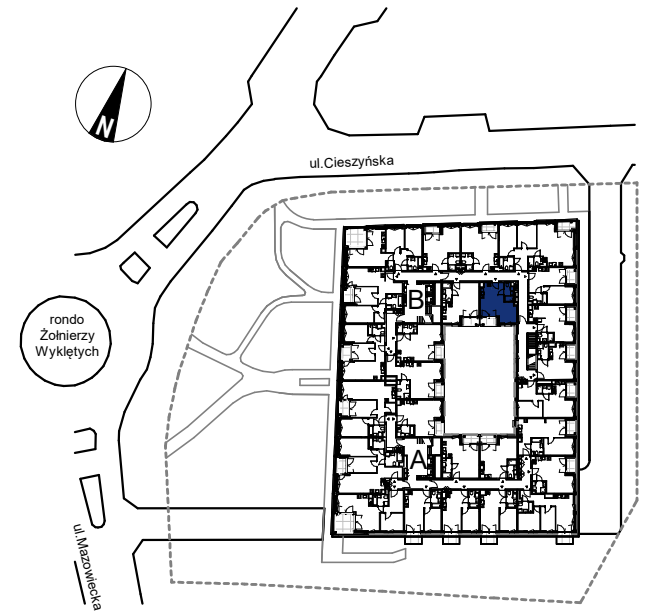 N
ul.Cieszyńska
B
rondo
Żołnierzy
Wyklętych
A
ul.Mazowiecka